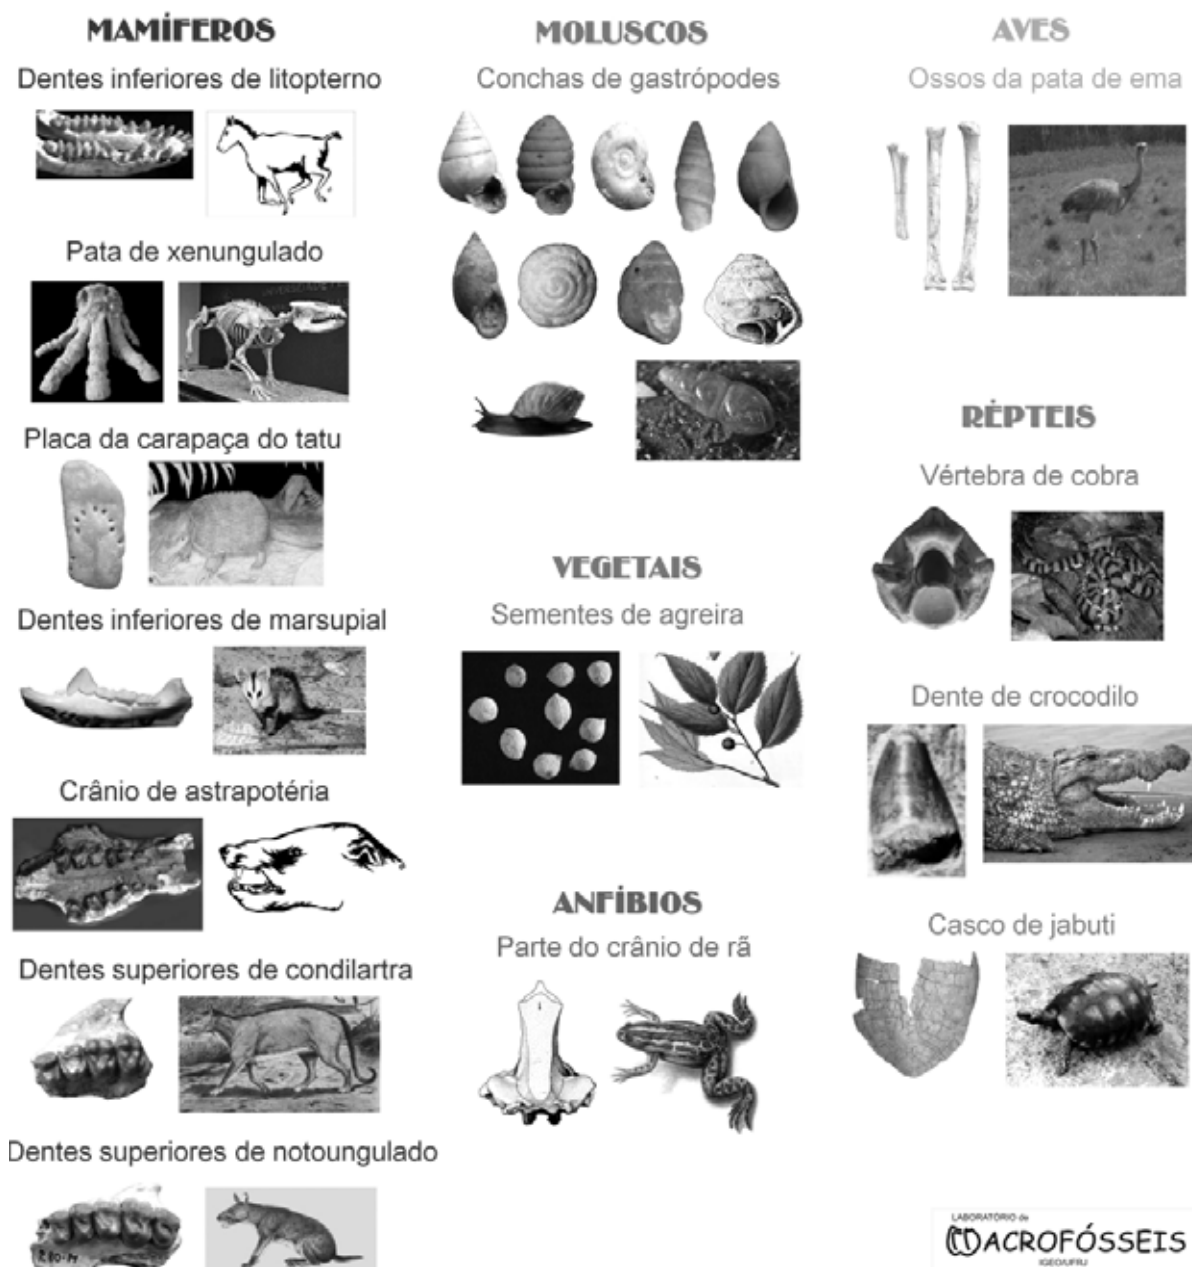 MAMÍFEROS
Dentes inferiores de litopterno
Pata de xenungulado
Placa da carapaça do tatu
Dentes inferiores de marsupial
Crânio de astrapotéria
Dentes superiores de condilartra
Dentes superiores de notoungulado
MOLUSCOS
Conchas de gastrópodes
VEGETAIS
Sementes de agreira
ANFÍBIOS
Parte do crânio de rã
AVES
Ossos da pata de ema
RÉPTEIS
Vértebra de cobra
Dente de crocodilo
Casco de jabuti
LABORATÓRIO de
MACROFÓSSEIS
IGEO/UFRJ